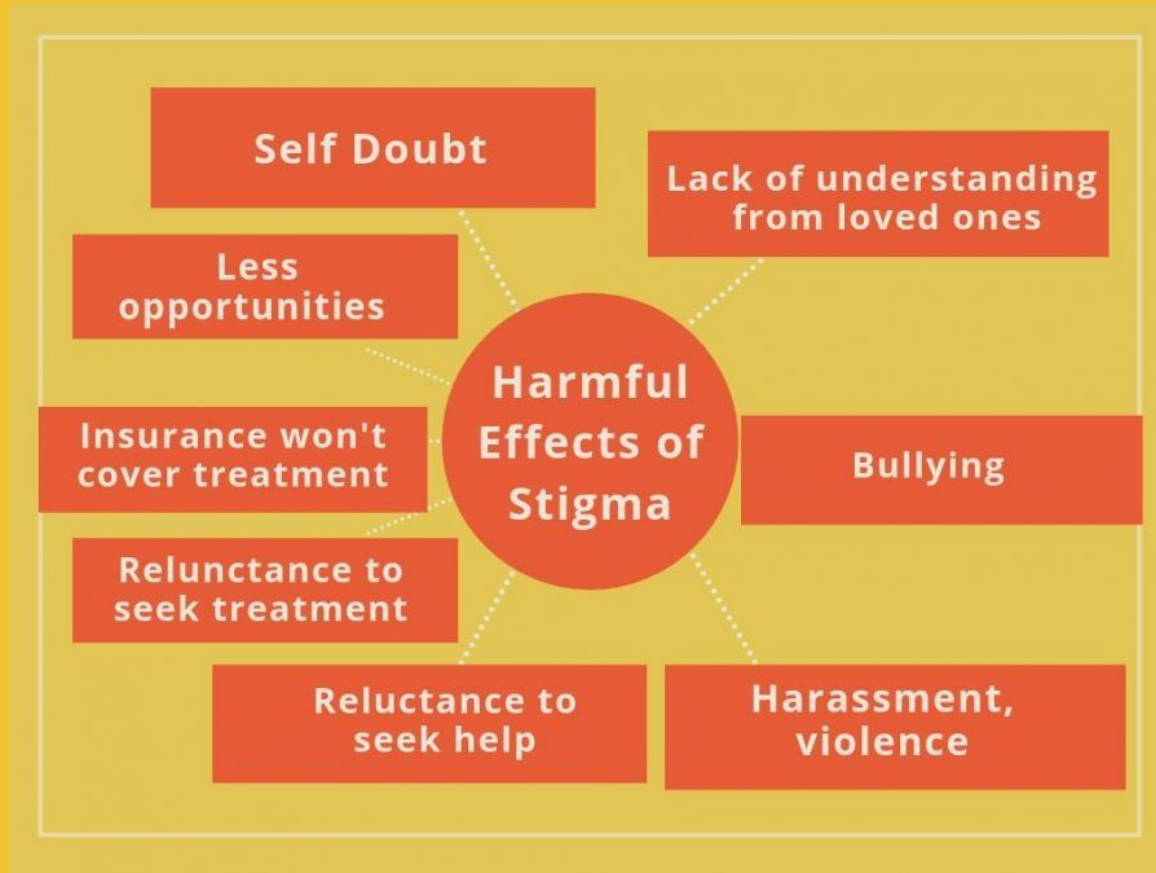 Self Doubt
Lack of understanding
from loved ones
Less
opportunities
Harmful
Effects of
Stigma
Insurance won't
cover treatment
Bullying
Relunctance to
seek treatment
Reluctance to
seek help
Harassment,
violence